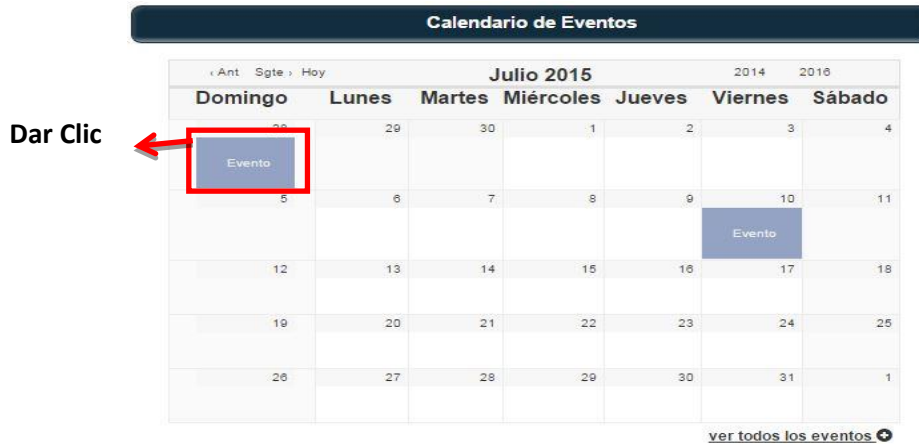 Calendario de Eventos
‹ Ant Sgte › Hoy Julio 2015 2014 2016
Domingo Lunes Martes Miércoles Jueves Viernes Sábado
Dar Clic
28 29 30 1 2 3 4
Evento
5 6 7 8 9 10 11
Evento
12 13 14 15 16 17 18
19 20 21 22 23 24 25
26 27 28 29 30 31 1
ver todos los eventos